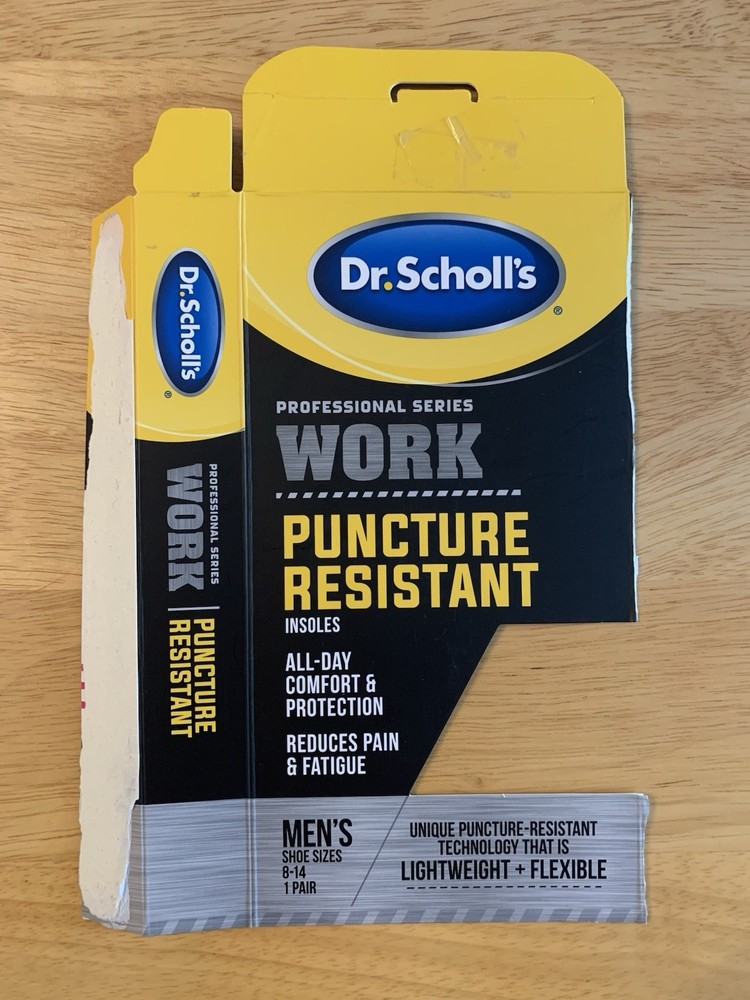 Dr.Scholl's®
PROFESSIONAL SERIES
WORK
PUNCTURE
RESISTANT
INSOLES
ALL-DAY
COMFORT &
PROTECTION
REDUCES PAIN
& FATIGUE
MEN'S
SHOE SIZES
8-14
1 PAIR
UNIQUE PUNCTURE-RESISTANT
TECHNOLOGY THAT IS
LIGHTWEIGHT + FLEXIBLE
Dr.Scholl's®
PROFESSIONAL SERIES
WORK
PUNCTURE
RESISTANT